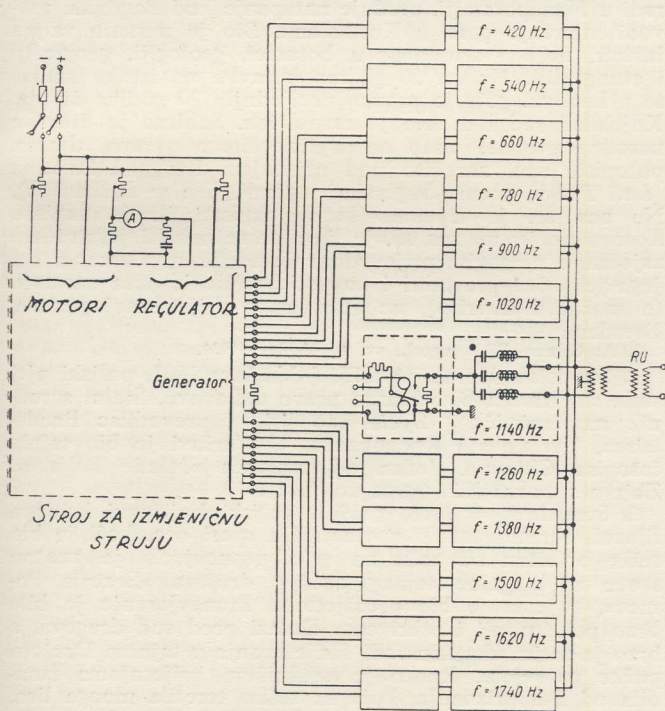 f = 420 Hz
f = 540 Hz
f = 660 Hz
f = 780 Hz
f = 900 Hz
f = 1020 Hz
f = 1140 Hz
f = 1260 Hz
f = 1380 Hz
f = 1500 Hz
f = 1620 Hz
f = 1740 Hz
− +
A
MOTORI REGULATOR
Generator
RU
STROJ ZA IZMJENIČNU
STRUJU